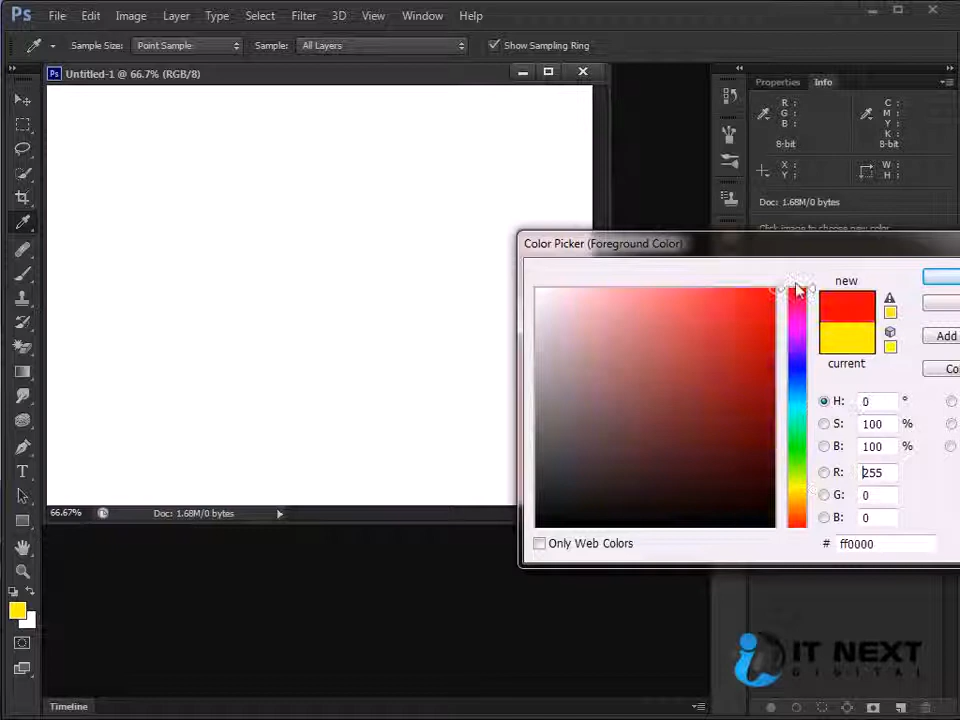 Ps File Edit Image Layer Type Select Filter 3D View Window Help
Sample Size: Point Sample Sample: All Layers Show Sampling Ring
Ps Untitled-1 @ 66.7% (RGB/8)
Properties Info
R : C :
G : M :
B : Y :
K :
8-bit 8-bit
X : W :
Y : H :
Doc: 1.68M/0 bytes
Click image to choose new color.
Color Picker (Foreground Color)
new
Add
current
Co
H: 0 °
S: 100 %
B: 100 %
R: 255
G: 0
B: 0
Only Web Colors # ff0000
66.67% Doc: 1.68M/0 bytes
IT NEXT
DIGITAL
Timeline